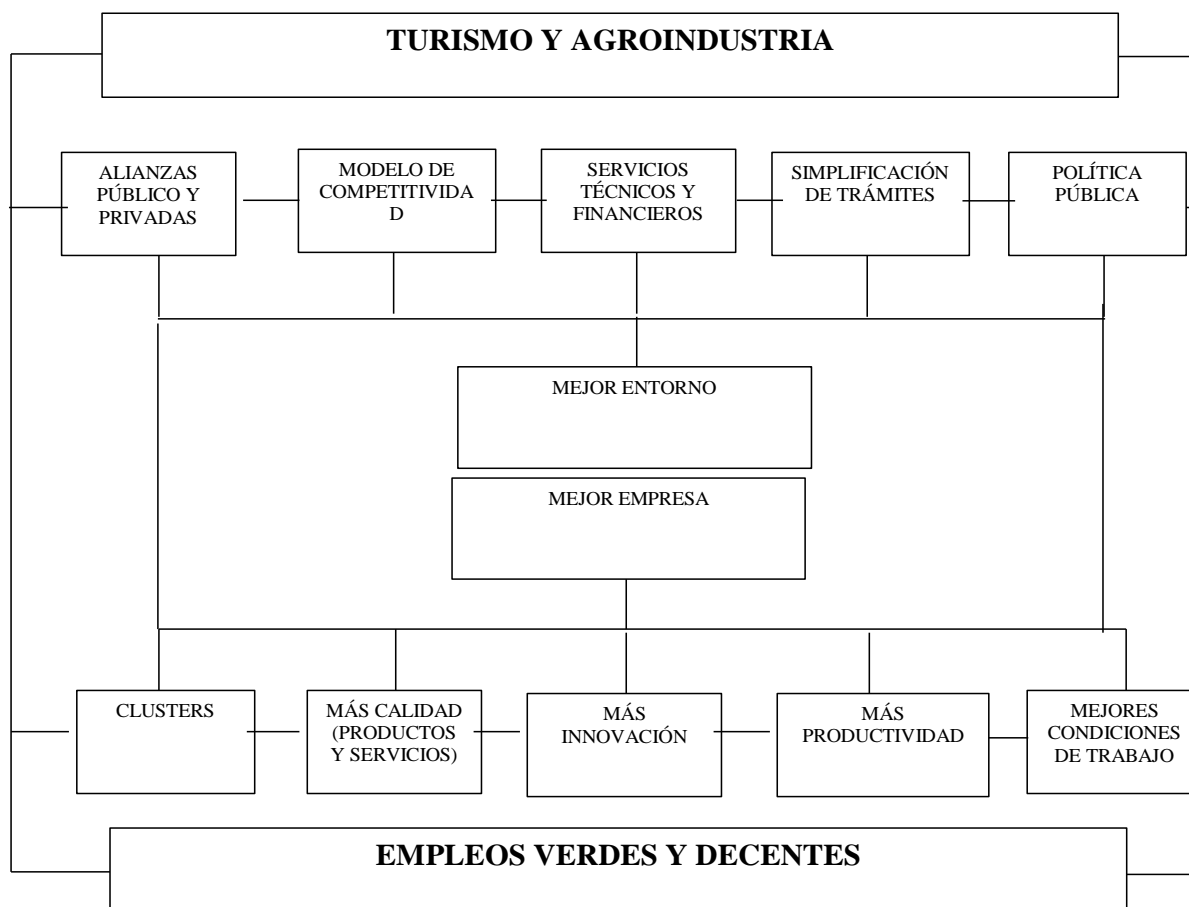 TURISMO Y AGROINDUSTRIA
ALIANZAS
PÚBLICO Y
PRIVADAS
MODELO DE
COMPETITIVIDA
D
SERVICIOS
TÉCNICOS Y
FINANCIEROS
SIMPLIFICACIÓN
DE TRÁMITES
POLÍTICA
PÚBLICA
MEJOR ENTORNO
MEJOR EMPRESA
CLUSTERS
MÁS CALIDAD
(PRODUCTOS
Y SERVICIOS)
MÁS
INNOVACIÓN
MÁS
PRODUCTIVIDAD
MEJORES
CONDICIONES
DE TRABAJO
EMPLEOS VERDES Y DECENTES